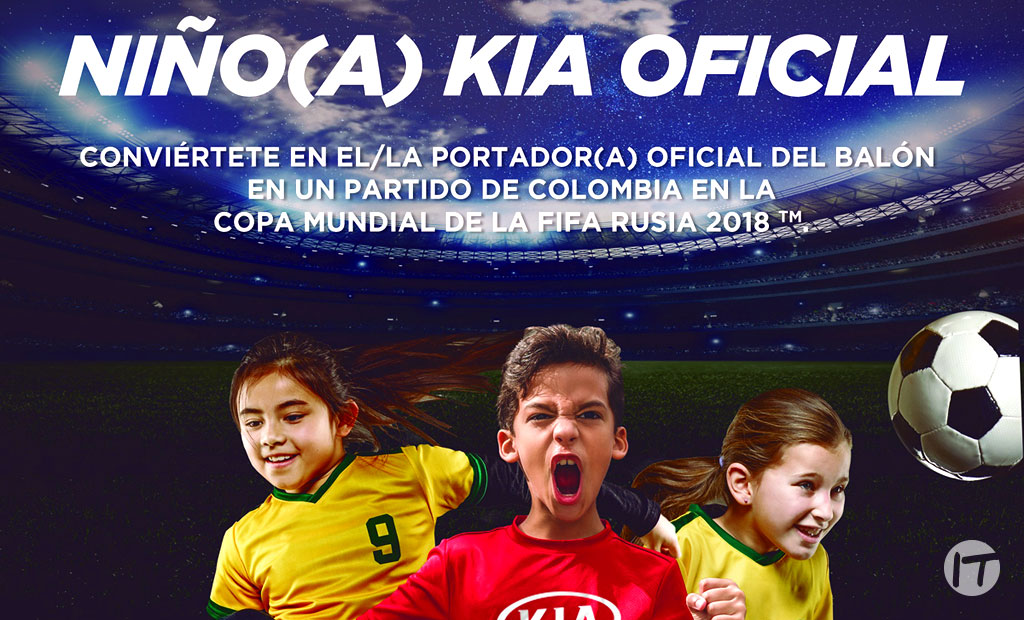 NIÑO(A) KIA OFICIAL
CONVIÉRTETE EN EL/LA PORTADOR(A) OFICIAL DEL BALÓN
EN UN PARTIDO DE COLOMBIA EN LA
COPA MUNDIAL DE LA FIFA RUSIA 2018 ™.
9
KIA
IT